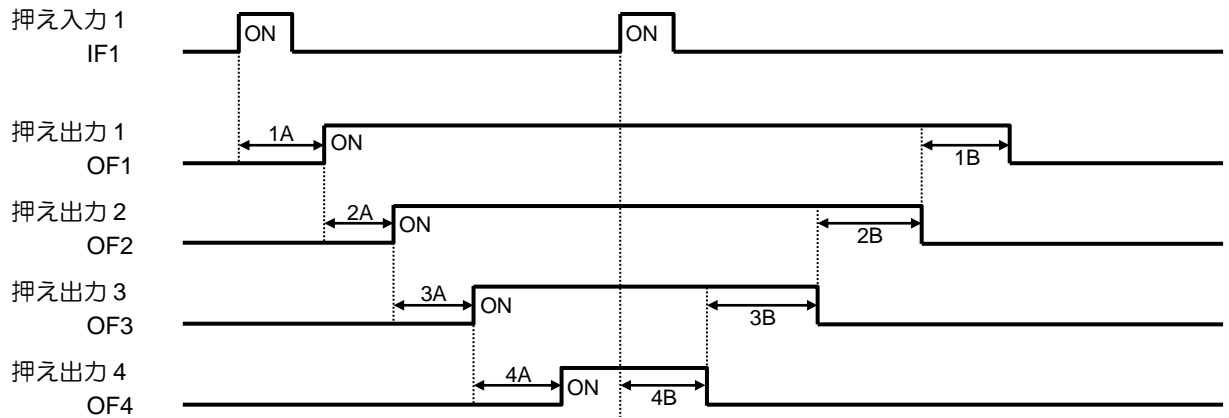 押え入力 1
IF1
ON
ON
押え出力 1
OF1
1A
ON
1B
押え出力 2
OF2
2A
ON
2B
押え出力 3
OF3
3A
ON
3B
押え出力 4
OF4
4A
ON
4B